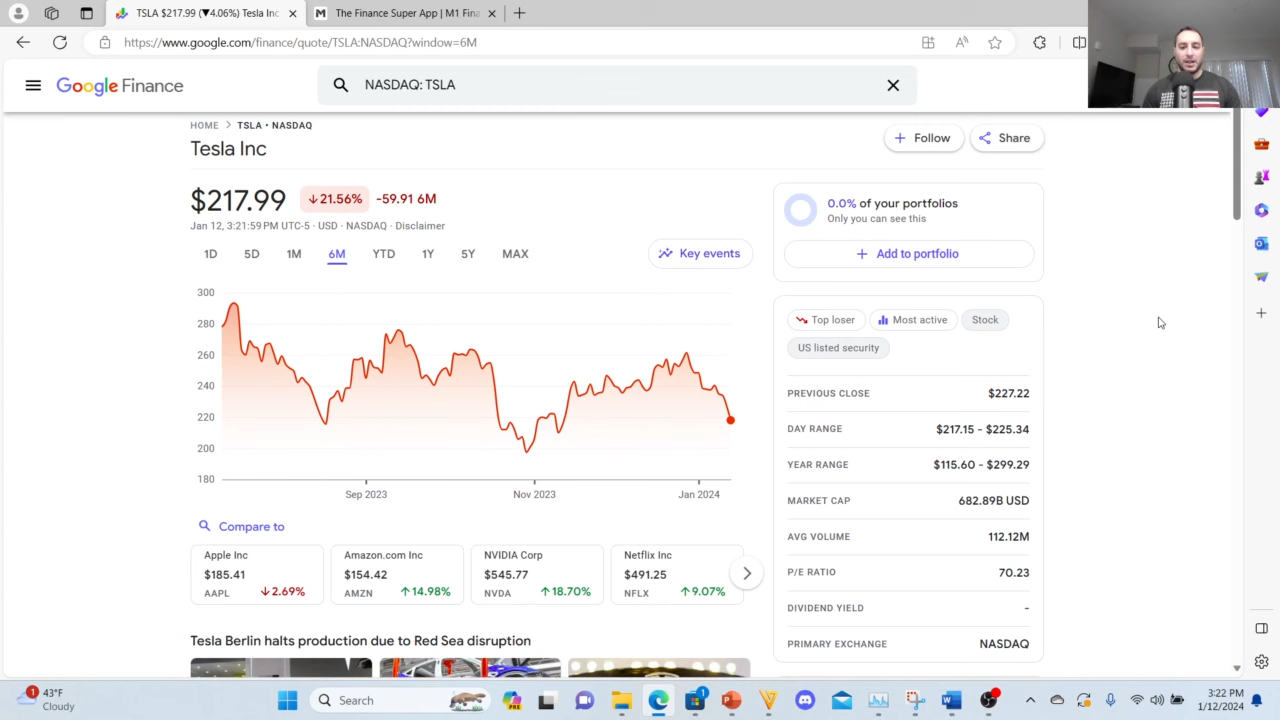 TSLA $217.99 (▼4.06%) Tesla Inc
The Finance Super App | M1 Fina
https://www.google.com/finance/quote/TSLA:NASDAQ?window=6M
Google Finance
NASDAQ: TSLA
HOME > TSLA • NASDAQ
Follow
Share
Tesla Inc
$217.99 ↓21.56% -59.91 6M
Jan 12, 3:21:59 PM UTC-5 · USD · NASDAQ · Disclaimer
0.0% of your portfolios
Only you can see this
+ Add to portfolio
1D 5D 1M 6M YTD 1Y 5Y MAX
Key events
300
280
260
240
220
200
180
Sep 2023 Nov 2023 Jan 2024
Top loser Most active Stock
US listed security
PREVIOUS CLOSE $227.22
DAY RANGE $217.15 - $225.34
YEAR RANGE $115.60 - $299.29
MARKET CAP 682.89B USD
AVG VOLUME 112.12M
P/E RATIO 70.23
DIVIDEND YIELD -
PRIMARY EXCHANGE NASDAQ
Compare to
Apple Inc
$185.41
AAPL ↓2.69%
Amazon.com Inc
$154.42
AMZN ↑14.98%
NVIDIA Corp
$545.77
NVDA ↑18.70%
Netflix Inc
$491.25
NFLX ↑9.07%
Tesla Berlin halts production due to Red Sea disruption
1
43°F
Cloudy
Search
PRE
1
3:22 PM
1/12/2024